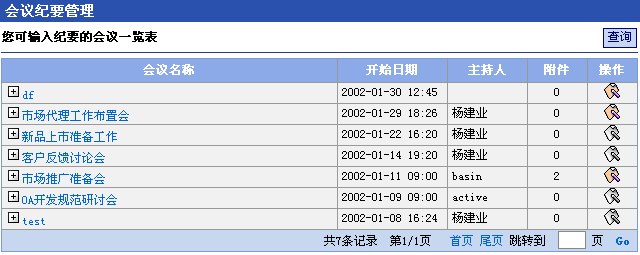 会议纪要管理
您可输入纪要的会议一览表 查询
会议名称 开始日期 主持人 附件 操作
df 2002-01-30 12:45 0
市场代理工作布置会 2002-01-29 18:26 杨建业 0
新品上市准备工作 2002-01-22 16:20 杨建业 0
客户反馈讨论会 2002-01-14 19:20 杨建业 0
市场推广准备会 2002-01-11 09:00 basin 2
OA开发规范研讨会 2002-01-09 09:00 active 0
test 2002-01-08 16:24 杨建业 0
共7条记录 第1/1页 首页 尾页 跳转到 页 Go